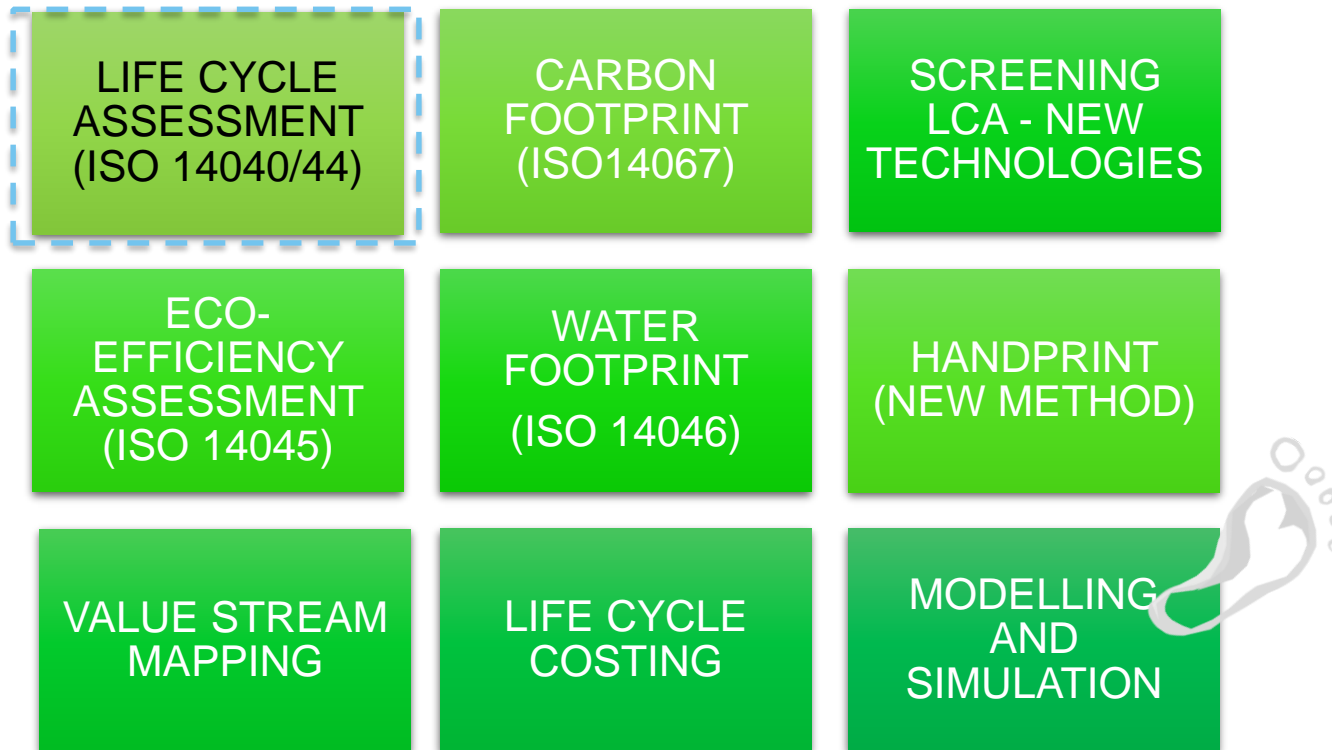 LIFE CYCLE
ASSESSMENT
(ISO 14040/44)
CARBON
FOOTPRINT
(ISO14067)
SCREENING
LCA - NEW
TECHNOLOGIES
ECO-
EFFICIENCY
ASSESSMENT
(ISO 14045)
WATER
FOOTPRINT
(ISO 14046)
HANDPRINT
(NEW METHOD)
VALUE STREAM
MAPPING
LIFE CYCLE
COSTING
MODELLING
AND
SIMULATION